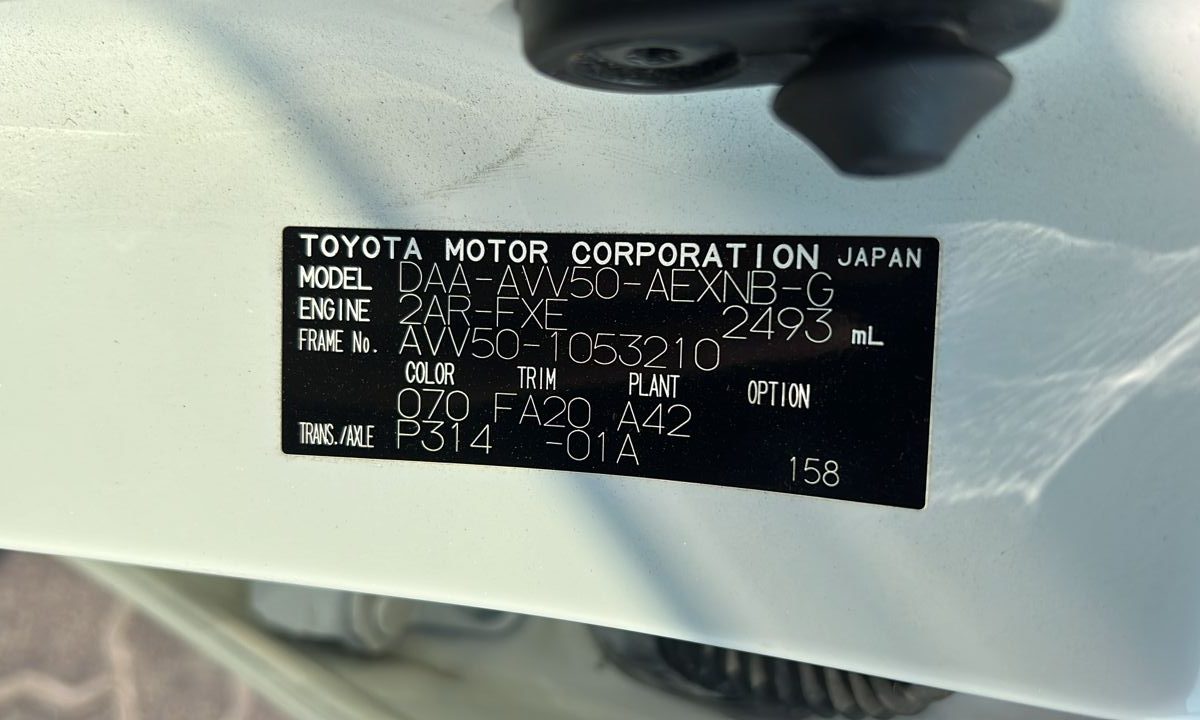 TOYOTA MOTOR CORPORATION JAPAN
MODEL DAA-AVV50-AEXNB-G
ENGINE 2AR-FXE 2493 mL
FRAME No. AVV50-1053210
COLOR TRIM PLANT OPTION
070 FA20 A42
TRANS./AXLE P314 -01A
158